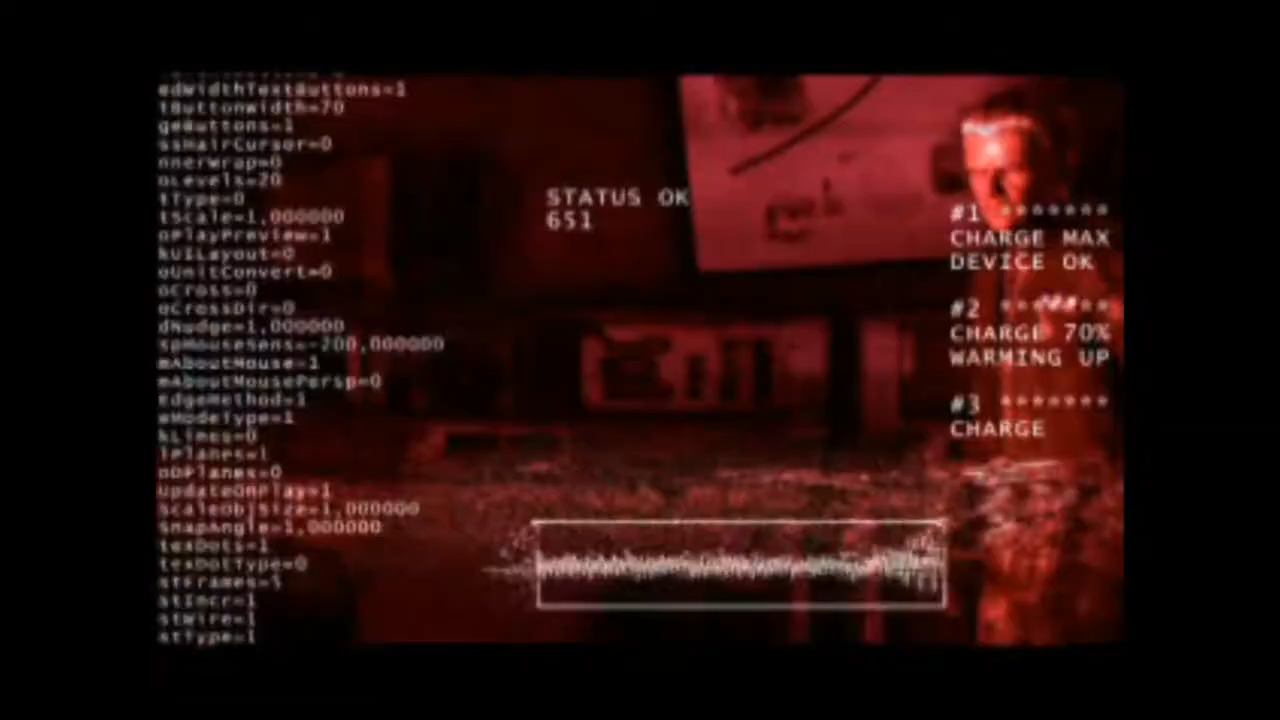 edWidthTextButtons=1
tButtonWidth=70
geButtons=1
ssHairCursor=0
nnerWrap=0
oLevels=20
tType=0
tScale=1,000000
oPlayPreview=1
kUILayout=0
oUnitConvert=0
oCross=0
oCrossDir=0
dNudge=1,000000
spMouseSens=-200,000000
mAboutMouse=1
mAboutMousePersp=0
EdgeMethod=1
eModeType=1
kLines=0
lPlanes=1
oDPlanes=0
updateOnPlay=1
scaleObjSize=1,000000
snapAngle=1,000000
texDots=1
texDotType=0
stFrames=5
stIncr=1
stWire=1
stType=1
STATUS OK
651
#1 *******
CHARGE MAX
DEVICE OK
#2 *******
CHARGE 70%
WARMING UP
#3 *******
CHARGE